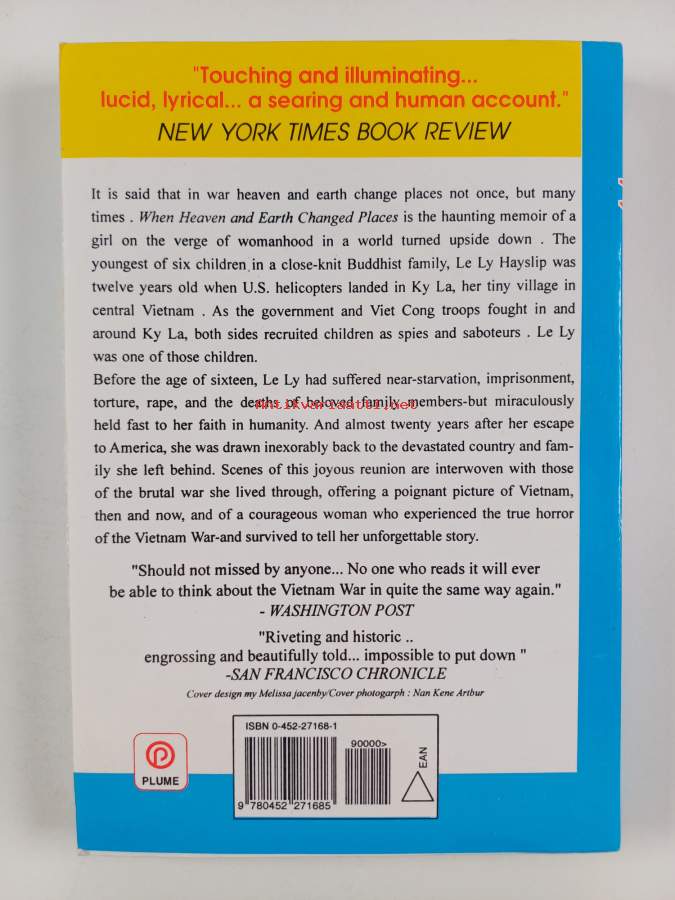 "Touching and illuminating...
lucid, lyrical... a searing and human account."
NEW YORK TIMES BOOK REVIEW
It is said that in war heaven and earth change places not once, but many
times . When Heaven and Earth Changed Places is the haunting memoir of a
girl on the verge of womanhood in a world turned upside down . The
youngest of six children in a close-knit Buddhist family, Le Ly Hayslip was
twelve years old when U.S. helicopters landed in Ky La, her tiny village in
central Vietnam . As the government and Viet Cong troops fought in and
around Ky La, both sides recruited children as spies and saboteurs . Le Ly
was one of those children.
Before the age of sixteen, Le Ly had suffered near-starvation, imprisonment,
torture, rape, and the deaths of beloved family members-but miraculously
Antikvariaatti.net
held fast to her faith in humanity. And almost twenty years after her escape
to America, she was drawn inexorably back to the devastated country and fam-
ily she left behind. Scenes of this joyous reunion are interwoven with those
of the brutal war she lived through, offering a poignant picture of Vietnam,
then and now, and of a courageous woman who experienced the true horror
of the Vietnam War-and survived to tell her unforgettable story.
"Should not missed by anyone... No one who reads it will ever
be able to think about the Vietnam War in quite the same way again."
- WASHINGTON POST
"Riveting and historic ..
engrossing and beautifully told... impossible to put down "
-SAN FRANCISCO CHRONICLE
Cover design my Melissa jacenby/Cover photogarph : Nan Kene Artbur
ISBN 0-452-27168-1
90000>
EAN
9 780452 271685
PLUME